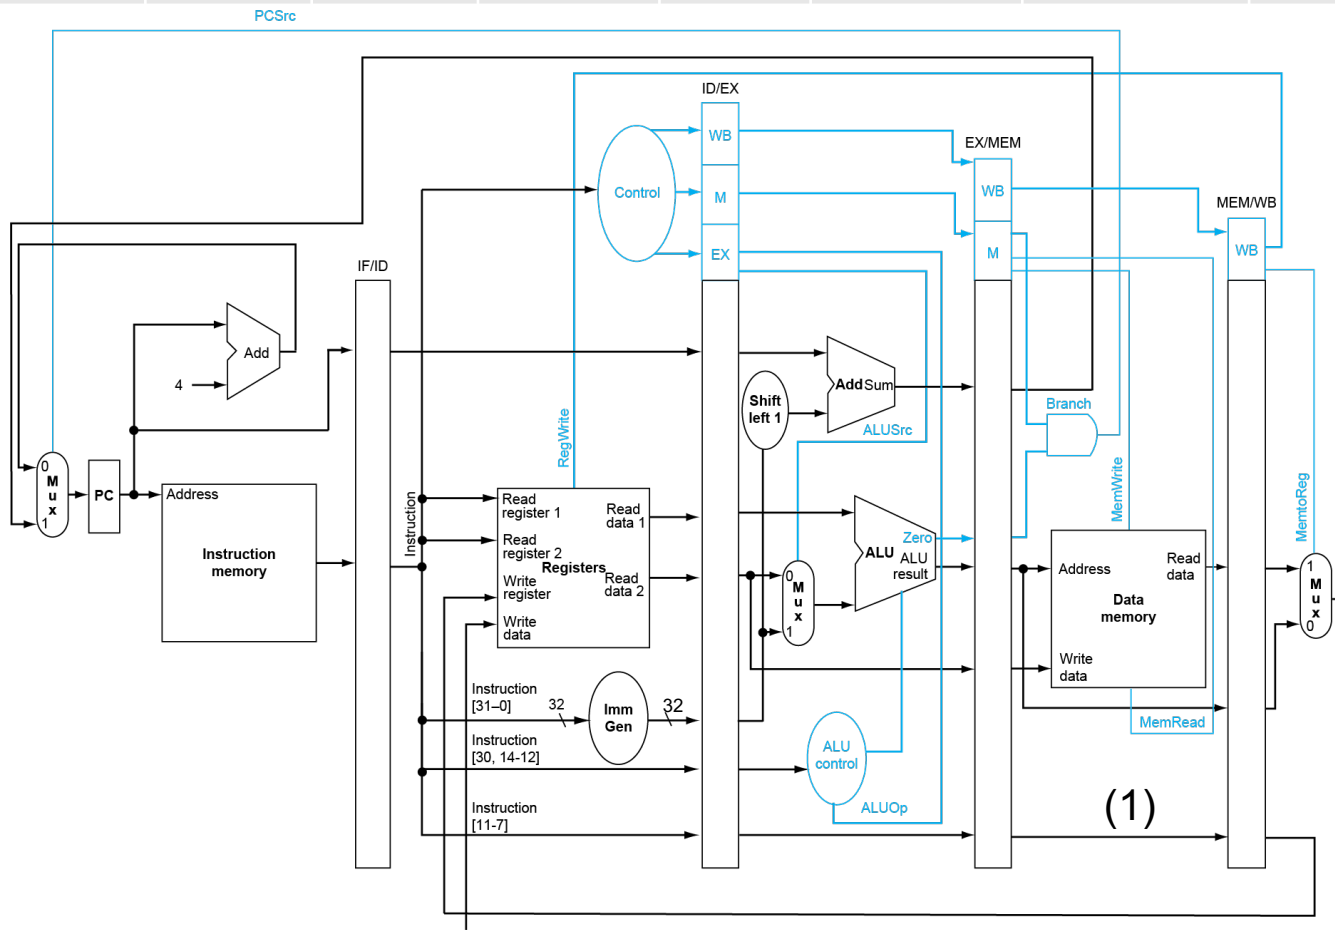 PCSrc
ID/EX
WB
EX/MEM
Control
M
WB
MEM/WB
EX
M
WB
IF/ID
Add
4
Add Sum
Shift
left 1
Branch
ALUSrc
RegWrite
MemWrite
MemtoReg
0
M
u
x
1
PC
Address
Instruction
memory
Instruction
Read
register 1
Read
data 1
Read
register 2
Registers
Write
register
Read
data 2
Write
data
0
M
u
x
1
Zero
ALU
ALU
result
Address
Read
data
Data
memory
Write
data
1
M
u
x
0
Instruction
[31–0]
32
Imm
Gen
32
MemRead
Instruction
[30, 14-12]
ALU
control
Instruction
[11-7]
ALUOp
(1)